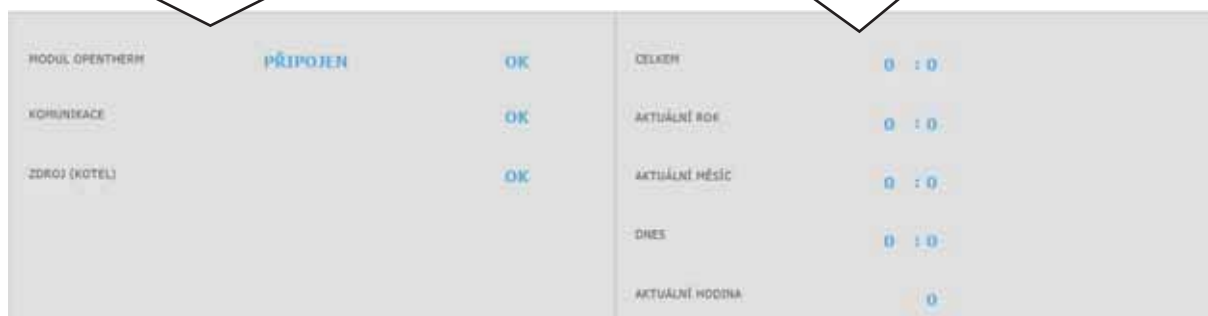 MODUL OPENTHERM PŘIPOJEN OK
KOMUNIKACE OK
ZDROJ (KOTEL) OK
CELKEM 0 : 0
AKTUÁLNÍ ROK 0 : 0
AKTUÁLNÍ MĚSÍC 0 : 0
DNES 0 : 0
AKTUÁLNÍ HODINA 0